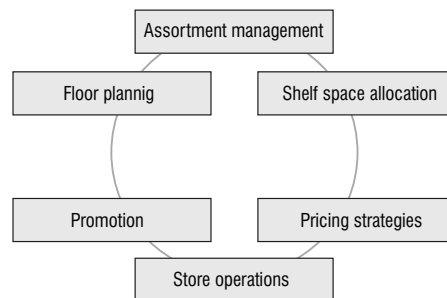 Assortment management
Floor plannig
Shelf space allocation
Promotion
Pricing strategies
Store operations